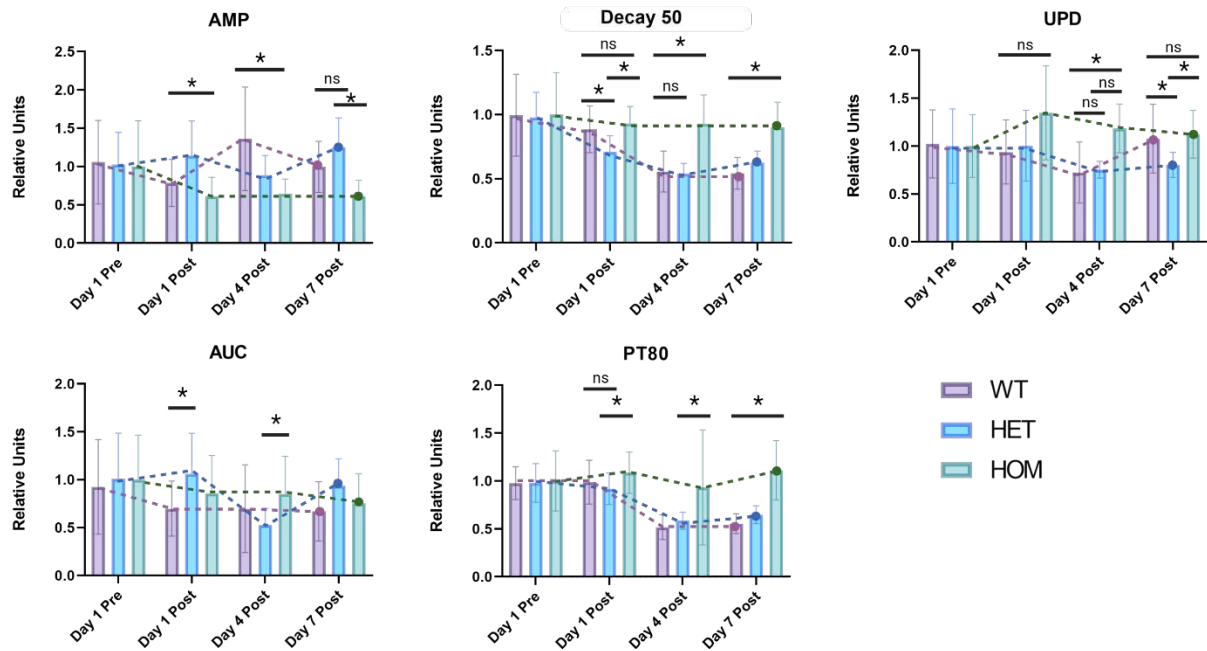 AMP
Relative Units
2.5
2.0
1.5
1.0
0.5
0.0
*
*
ns
*
Day 1 Pre
Day 1 Post
Day 4 Post
Day 7 Post
Decay 50
Relative Units
1.5
1.0
0.5
0.0
ns
*
*
*
ns
*
Day 1 Pre
Day 1 Post
Day 4 Post
Day 7 Post
UPD
Relative Units
2.0
1.5
1.0
0.5
0.0
ns
*
ns
ns
ns
*
*
Day 1 Pre
Day 1 Post
Day 4 Post
Day 7 Post
AUC
Relative Units
2.0
1.5
1.0
0.5
0.0
*
*
Day 1 Pre
Day 1 Post
Day 4 Post
Day 7 Post
PT80
Relative Units
2.0
1.5
1.0
0.5
0.0
ns
*
*
*
Day 1 Pre
Day 1 Post
Day 4 Post
Day 7 Post
WT
HET
HOM